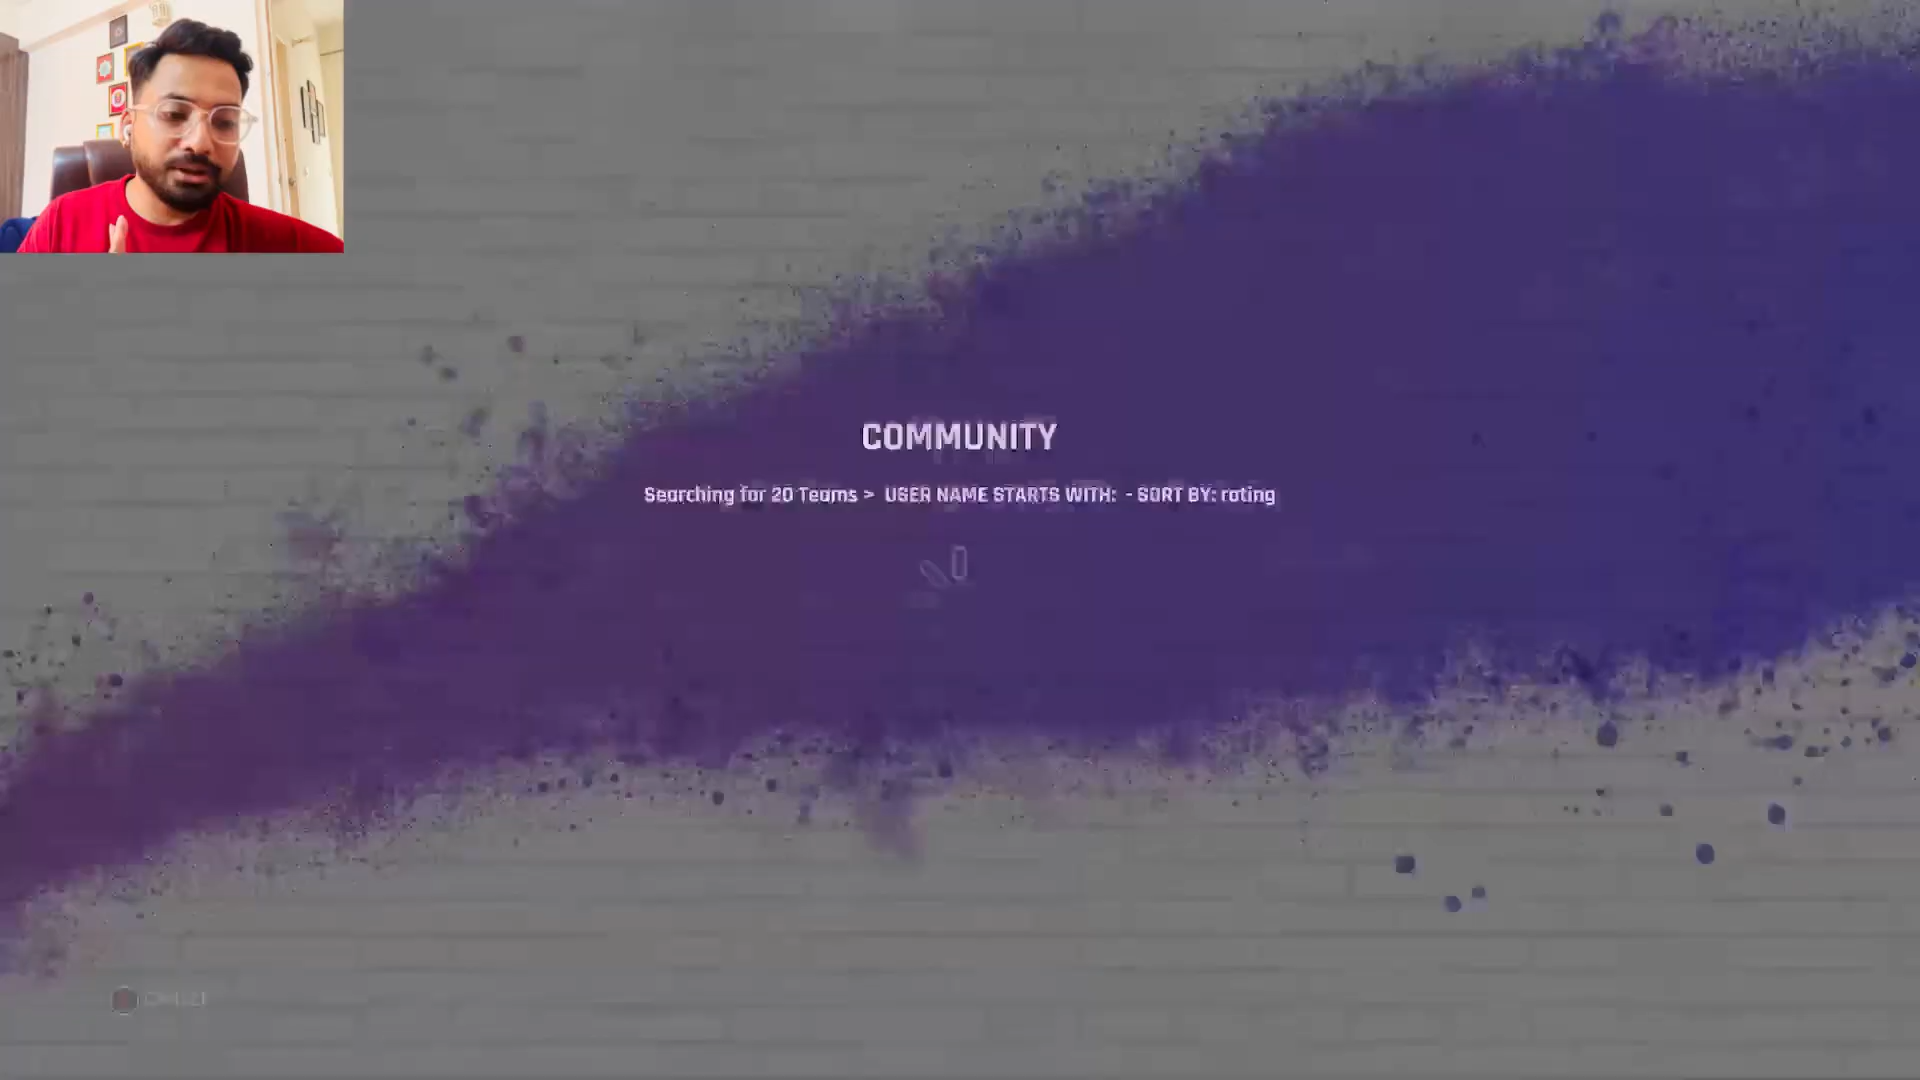 COMMUNITY
Searching for 20 Teams > USER NAME STARTS WITH: - SORT BY: rating